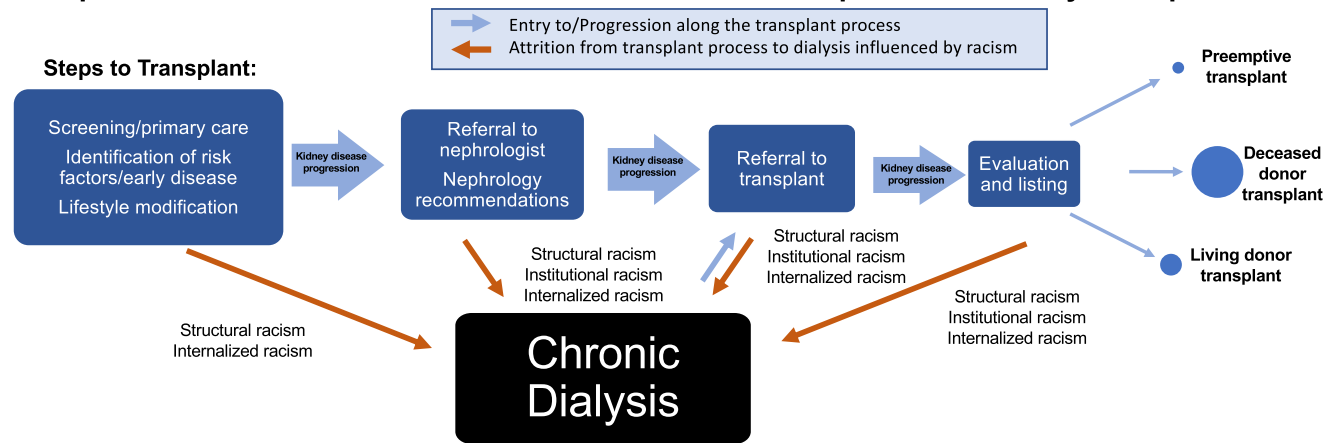 Entry to/Progression along the transplant process
Attrition from transplant process to dialysis influenced by racism
Steps to Transplant:
Screening/primary care
Identification of risk
factors/early disease
Lifestyle modification
Kidney disease
progression
Referral to
nephrologist
Nephrology
recommendations
Kidney disease
progression
Referral to
transplant
Kidney disease
progression
Evaluation
and listing
Preemptive
transplant
Deceased
donor
transplant
Living donor
transplant
Structural racism
Internalized racism
Structural racism
Institutional racism
Internalized racism
Structural racism
Institutional racism
Internalized racism
Structural racism
Institutional racism
Internalized racism
Chronic
Dialysis